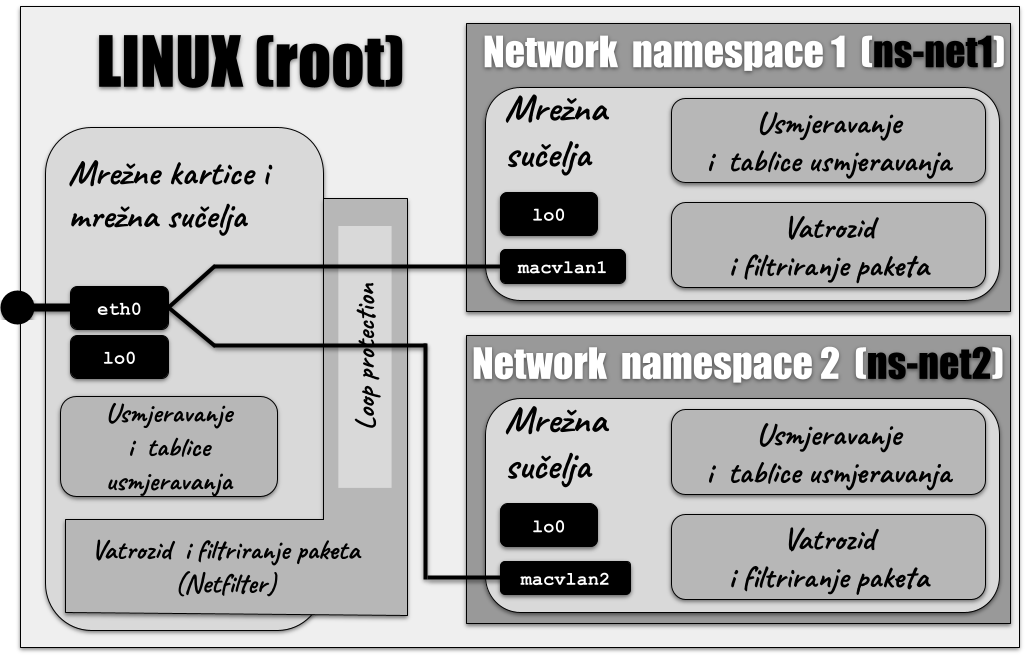 LINUX (root)
Mrežne kartice i
mrežna sučelja
eth0
lo0
Usmjeravanje
i tablice
usmjeravanja
Vatrozid i filtriranje paketa
(Netfilter)
Loop protection
Network namespace 1 (ns-net1)
Mrežna
sučelja
lo0
macvlan1
Usmjeravanje
i tablice usmjeravanja
Vatrozid
i filtriranje paketa
Network namespace 2 (ns-net2)
Mrežna
sučelja
lo0
macvlan2
Usmjeravanje
i tablice usmjeravanja
Vatrozid
i filtriranje paketa